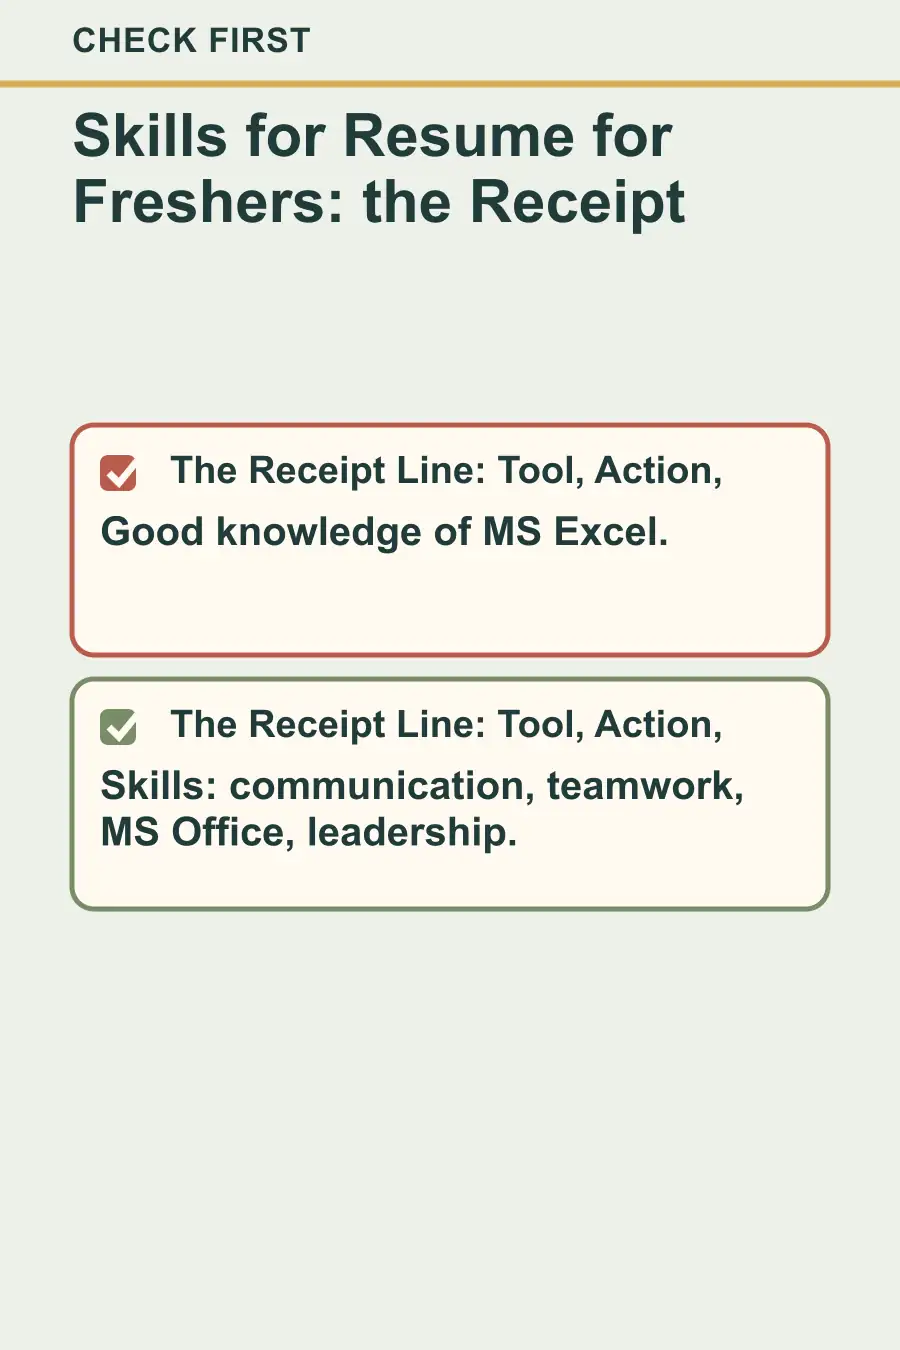 CHECK FIRST
Skills for Resume for
Freshers: the Receipt
The Receipt Line: Tool, Action,
Good knowledge of MS Excel.
The Receipt Line: Tool, Action,
Skills: communication, teamwork,
MS Office, leadership.